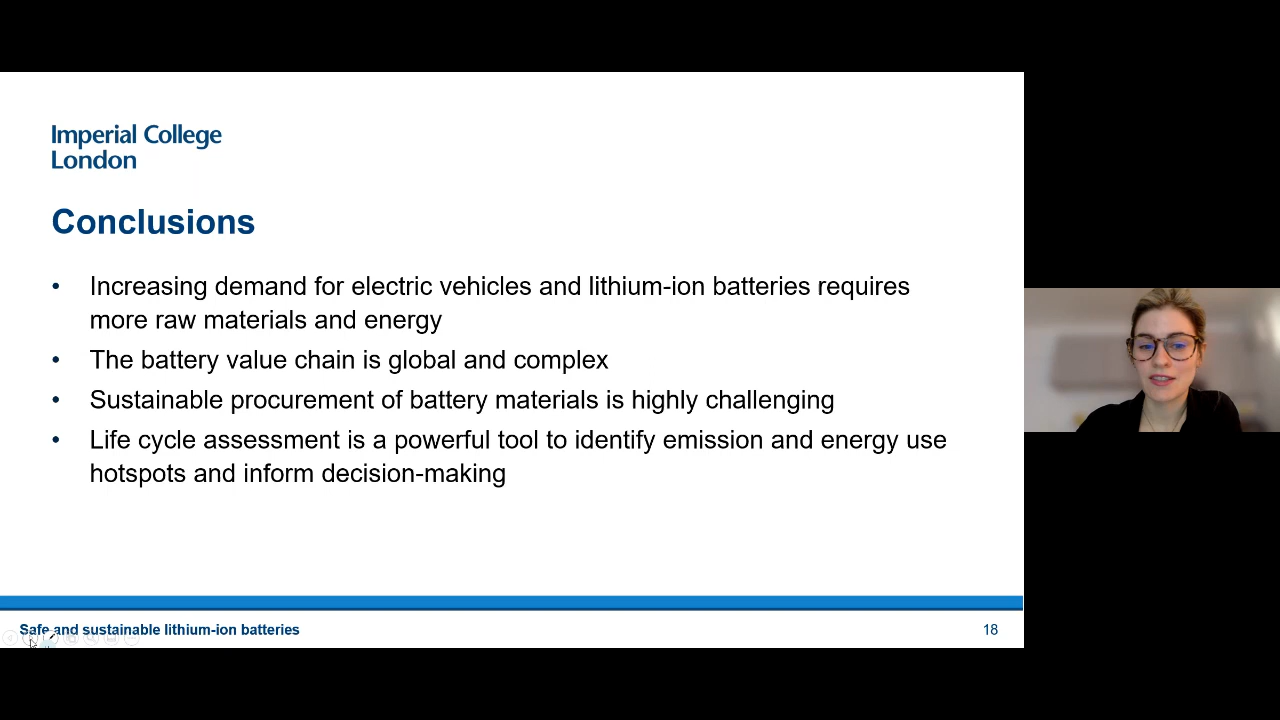 Imperial College
London
Conclusions
• Increasing demand for electric vehicles and lithium-ion batteries requires
more raw materials and energy
• The battery value chain is global and complex
• Sustainable procurement of battery materials is highly challenging
• Life cycle assessment is a powerful tool to identify emission and energy use
hotspots and inform decision-making
Safe and sustainable lithium-ion batteries
18